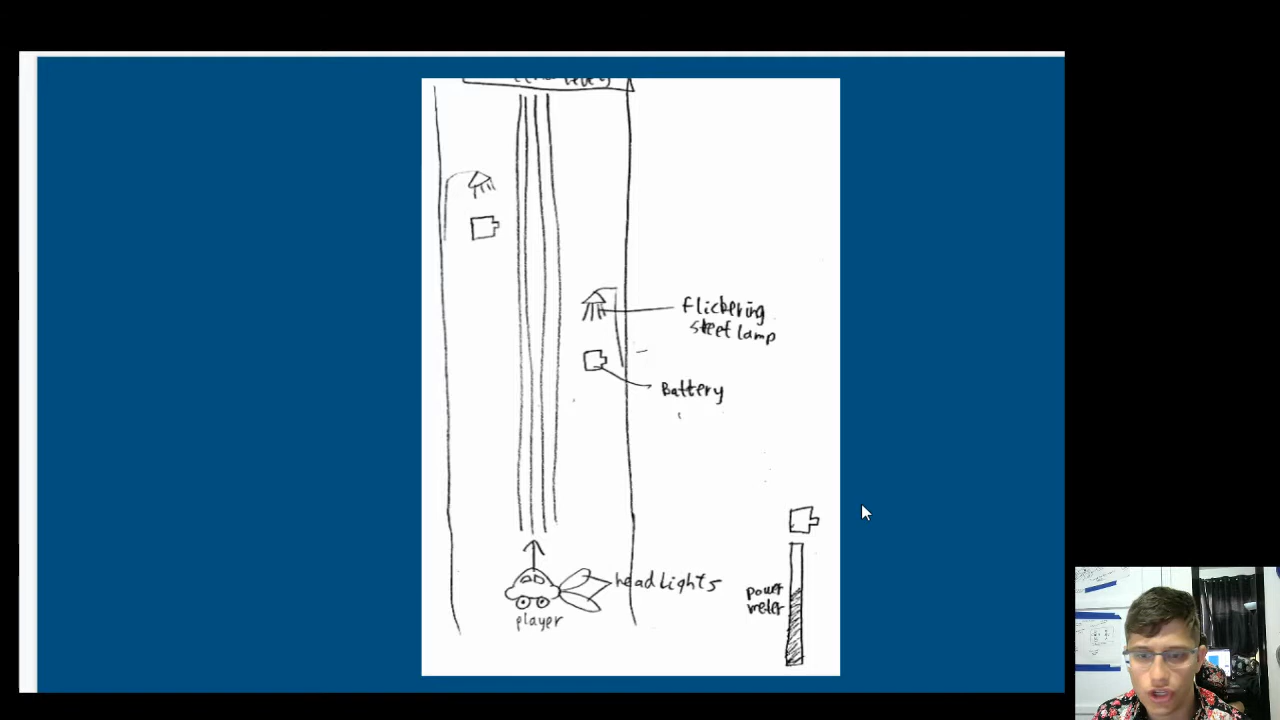 Flickering
steet lamp
Battery
headlights
power
meter
player